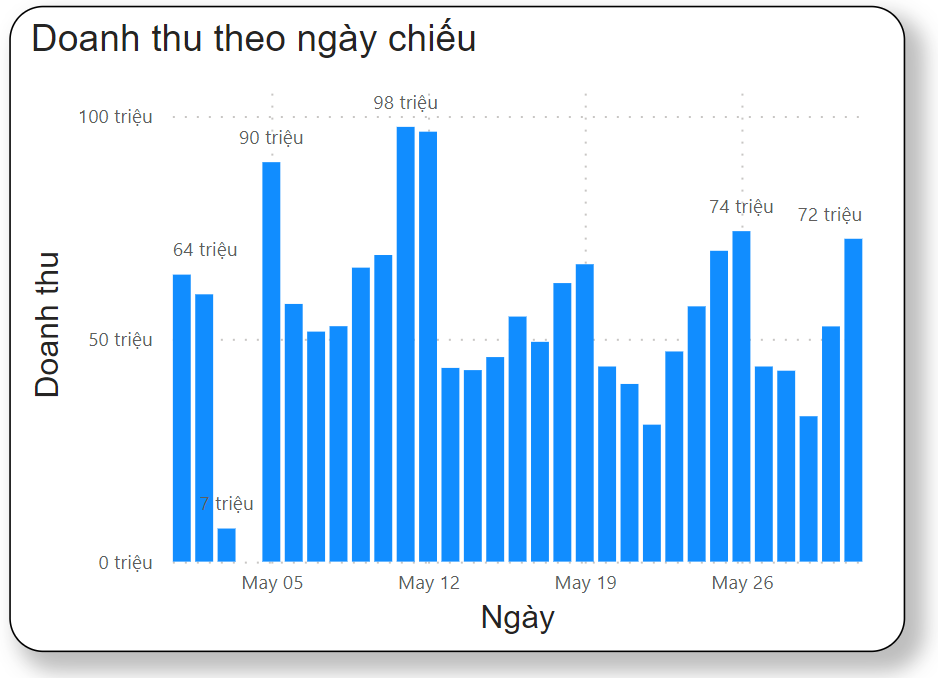 Doanh thu theo ngày chiếu
98 triệu
100 triệu
90 triệu
74 triệu
72 triệu
64 triệu
Doanh thu
50 triệu
7 triệu
0 triệu
May 05
May 12
May 19
May 26
Ngày